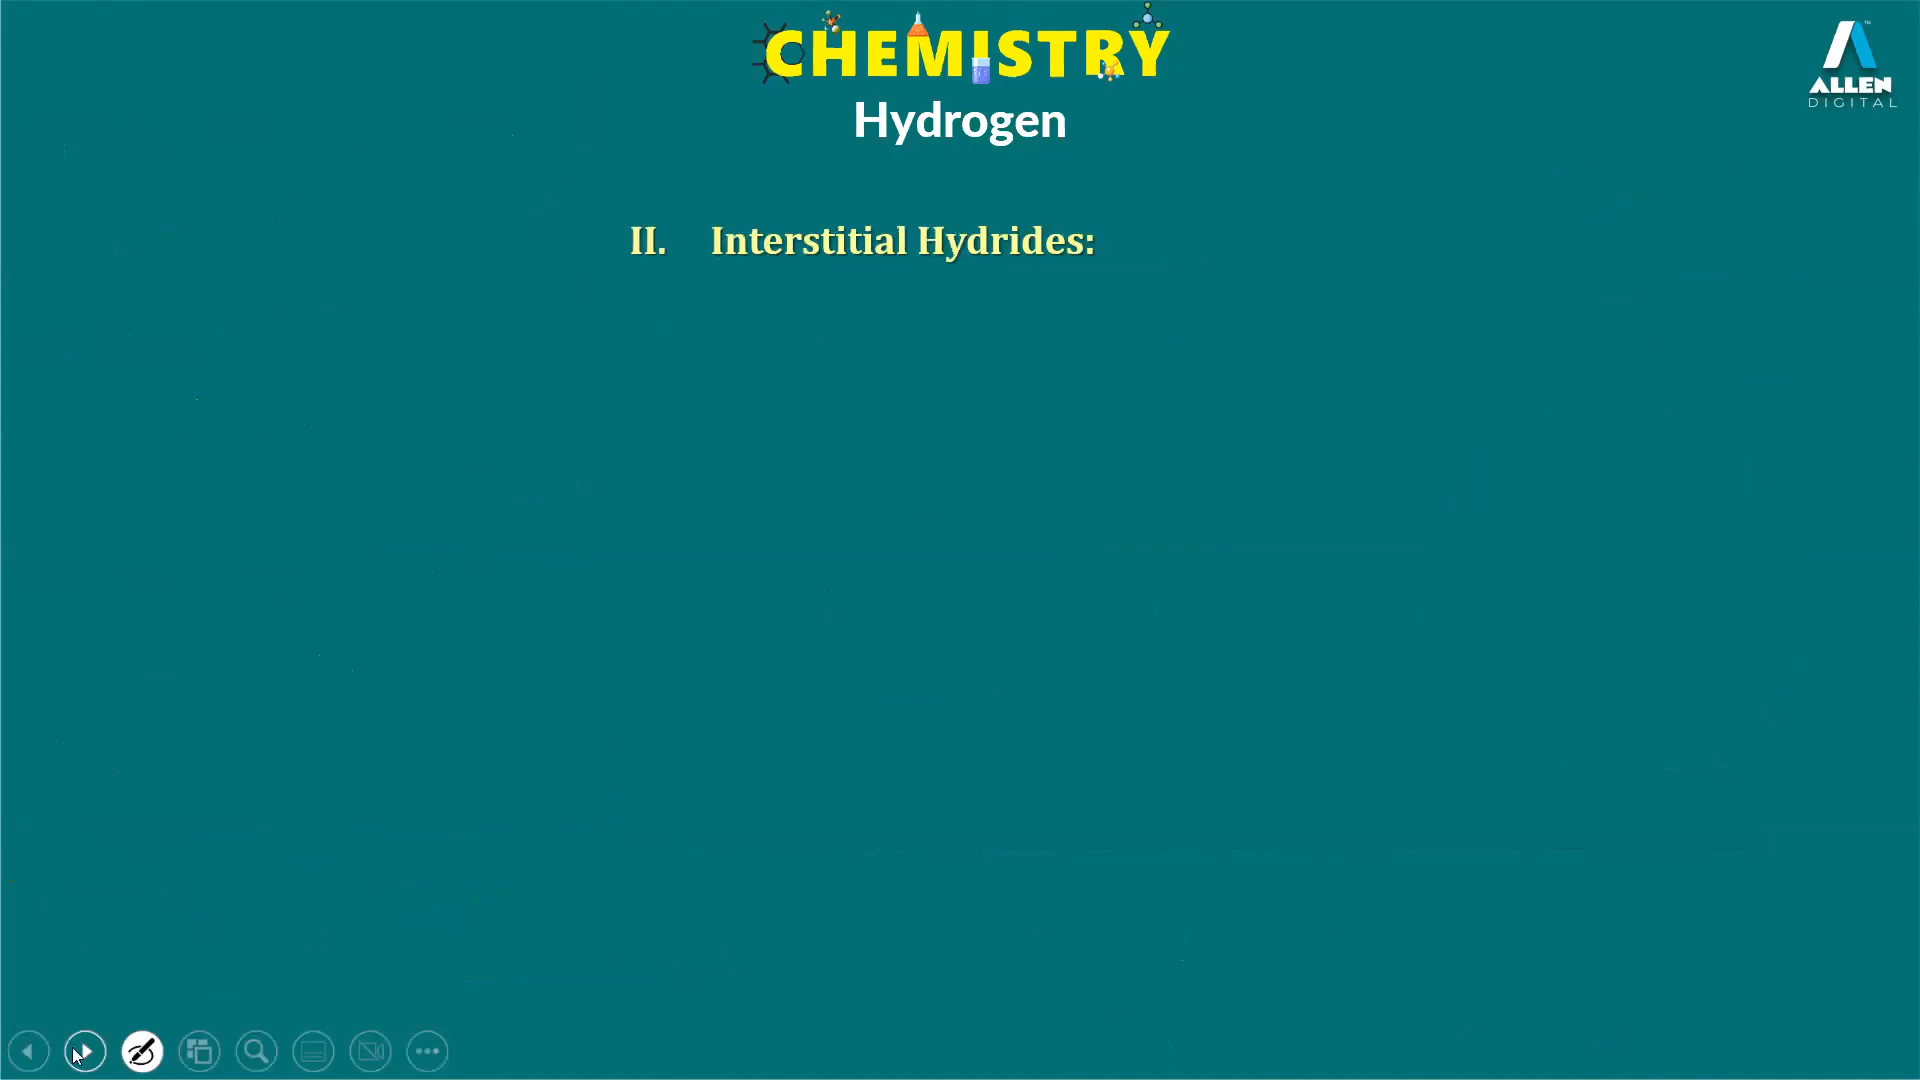 CHEMISTRY
Hydrogen
ALLEN
DIGITAL
II. Interstitial Hydrides: